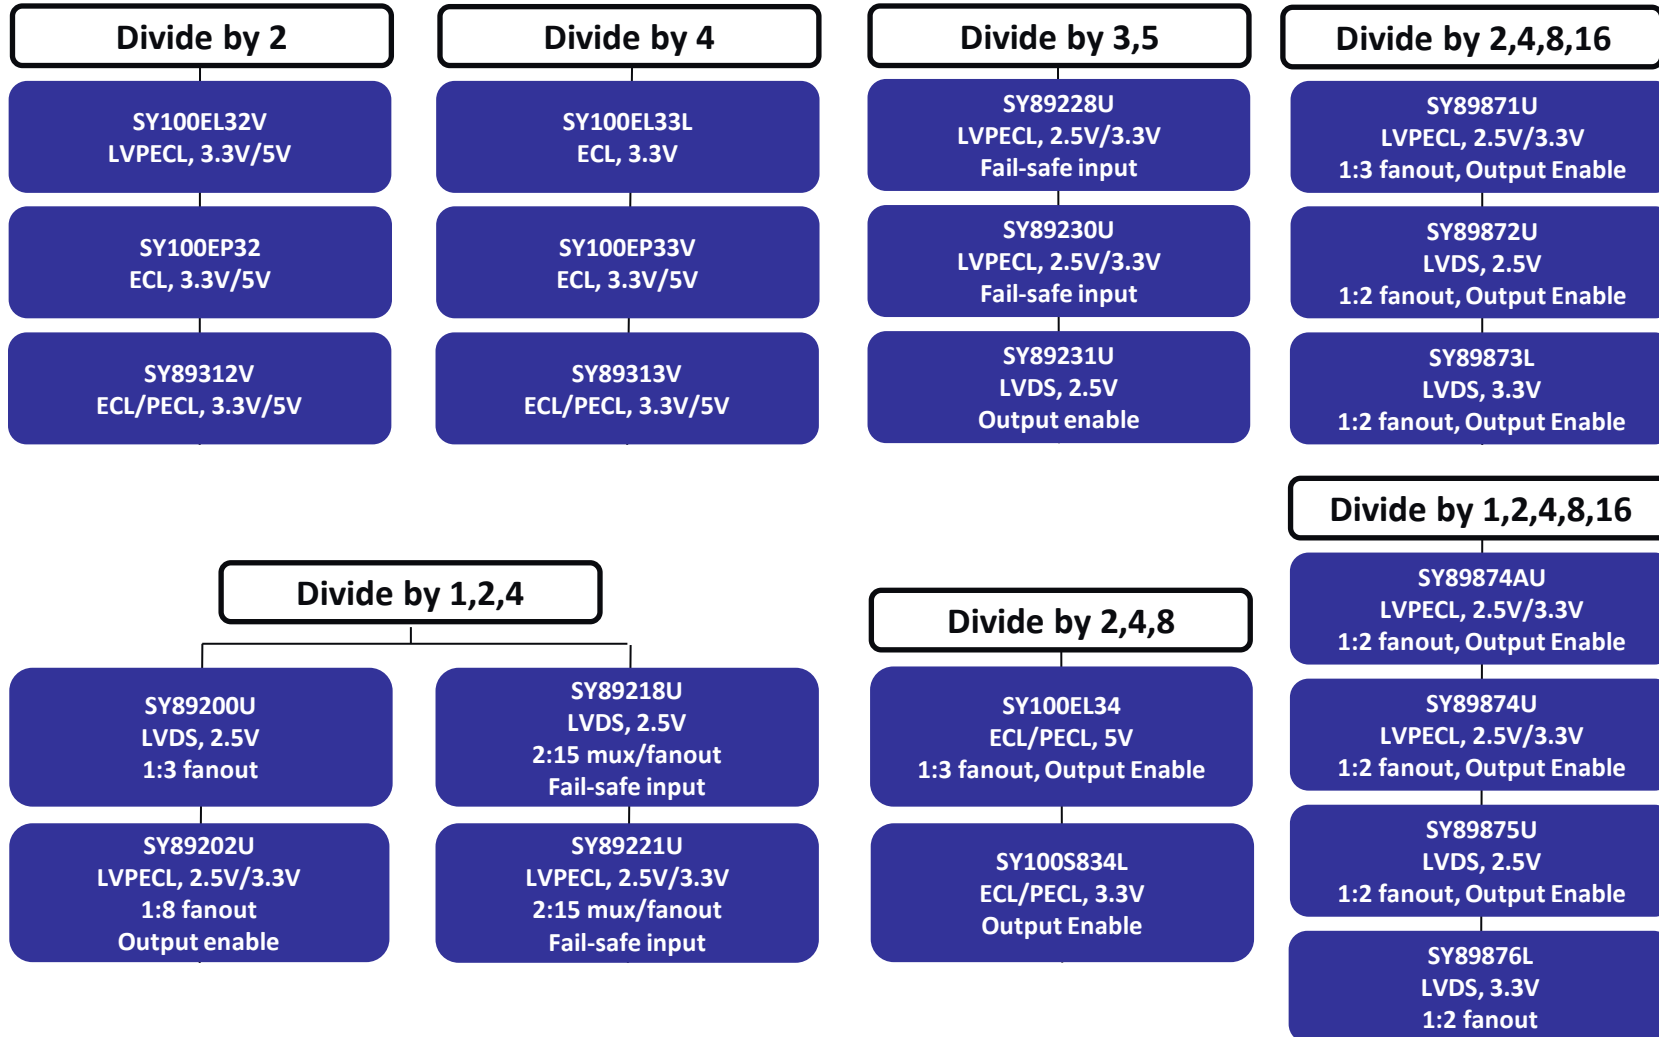 Divide by 2
SY100EL32V
LVPECL, 3.3V/5V
SY100EP32
ECL, 3.3V/5V
SY89312V
ECL/PECL, 3.3V/5V
Divide by 4
SY100EL33L
ECL, 3.3V
SY100EP33V
ECL, 3.3V/5V
SY89313V
ECL/PECL, 3.3V/5V
Divide by 3,5
SY89228U
LVPECL, 2.5V/3.3V
Fail-safe input
SY89230U
LVPECL, 2.5V/3.3V
Fail-safe input
SY89231U
LVDS, 2.5V
Output enable
Divide by 2,4,8,16
SY89871U
LVPECL, 2.5V/3.3V
1:3 fanout, Output Enable
SY89872U
LVDS, 2.5V
1:2 fanout, Output Enable
SY89873L
LVDS, 3.3V
1:2 fanout, Output Enable
Divide by 1,2,4
SY89200U
LVDS, 2.5V
1:3 fanout
SY89202U
LVPECL, 2.5V/3.3V
1:8 fanout
Output enable
SY89218U
LVDS, 2.5V
2:15 mux/fanout
Fail-safe input
SY89221U
LVPECL, 2.5V/3.3V
2:15 mux/fanout
Fail-safe input
Divide by 2,4,8
SY100EL34
ECL/PECL, 5V
1:3 fanout, Output Enable
SY100S834L
ECL/PECL, 3.3V
Output Enable
Divide by 1,2,4,8,16
SY89874AU
LVPECL, 2.5V/3.3V
1:2 fanout, Output Enable
SY89874U
LVPECL, 2.5V/3.3V
1:2 fanout, Output Enable
SY89875U
LVDS, 2.5V
1:2 fanout, Output Enable
SY89876L
LVDS, 3.3V
1:2 fanout